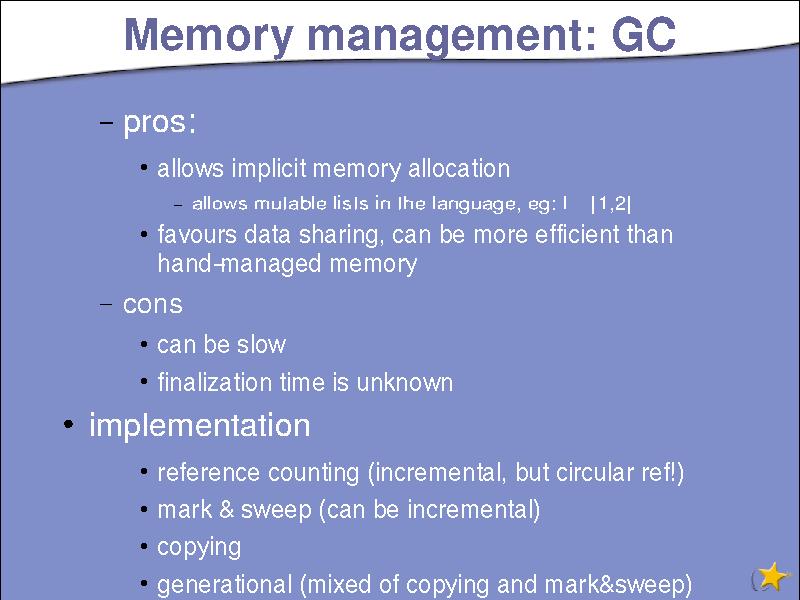 Memory management: GC
– pros:
• allows implicit memory allocation
– allows mutable lists in the language, eg: l [1,2]
• favours data sharing, can be more efficient than
hand-managed memory
– cons
• can be slow
• finalization time is unknown
• implementation
• reference counting (incremental, but circular ref!)
• mark & sweep (can be incremental)
• copying
• generational (mixed of copying and mark&sweep)